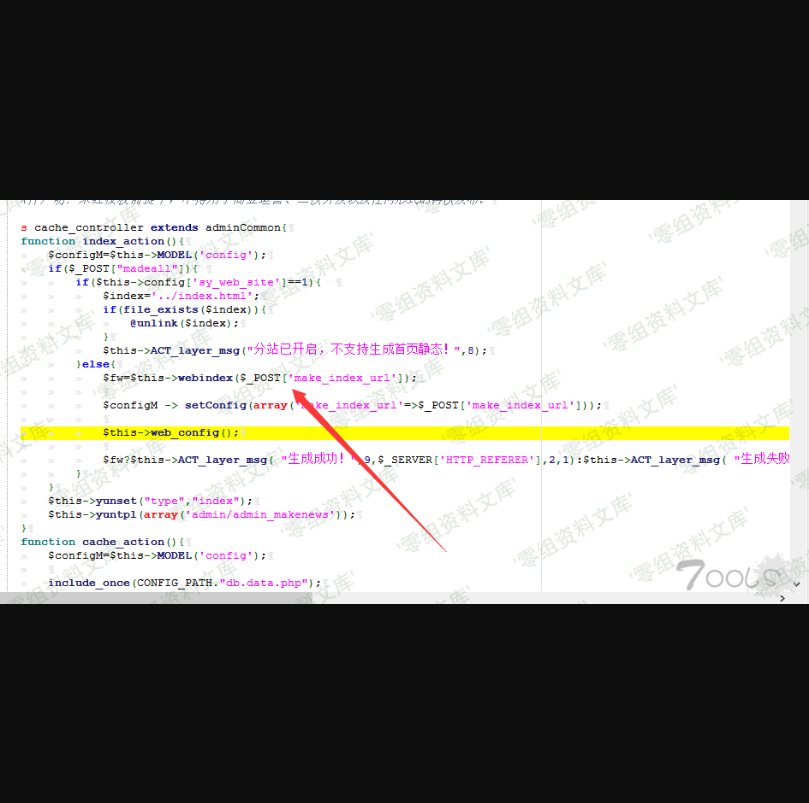 s cache_controller extends adminCommon{
function index_action(){
$configM=$this->MODEL('config');
if($_POST["madeall"]){
if($this->config['sy_web_site']==1){
$index='../index.html';
if(file_exists($index)){
@unlink($index);
}
$this->ACT_layer_msg("分站已开启，不支持生成首页静态！",8);
}else{
$fw=$this->webindex($_POST['make_index_url']);
$configM -> setConfig(array('make_index_url'=>$_POST['make_index_url']));
$this->web_config();
$fw?$this->ACT_layer_msg( "生成成功！",9,$_SERVER['HTTP_REFERER'],2,1):$this->ACT_layer_msg( "生成失败
}
}
$this->yunset("type","index");
$this->yuntpl(array('admin/admin_makenews'));
}
function cache_action(){
$configM=$this->MODEL('config');
include_once(CONFIG_PATH."db.data.php");
零组资料文库
7ools